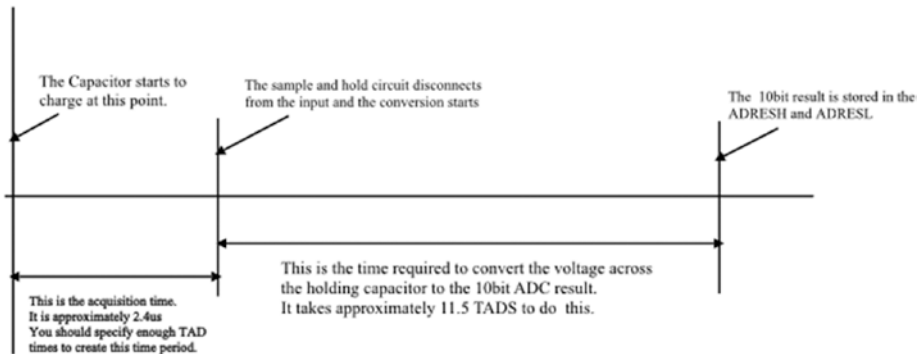 The Capacitor starts to
charge at this point.
The sample and hold circuit disconnects
from the input and the conversion starts
The 10bit result is stored in the
ADRESH and ADRESL
This is the acquisition time.
It is approximately 2.4us
You should specify enough TAD
times to create this time period.
This is the time required to convert the voltage across
the holding capacitor to the 10bit ADC result.
It takes approximately 11.5 TADS to do this.